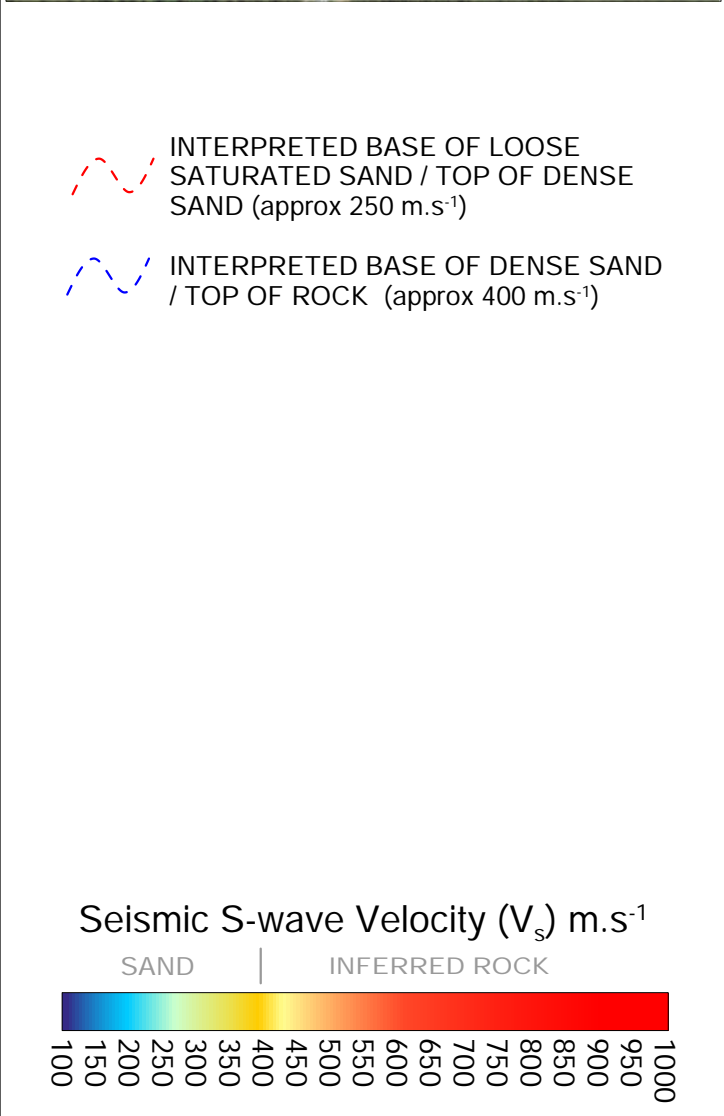 INTERPRETED BASE OF LOOSE
SATURATED SAND / TOP OF DENSE
SAND (approx 250 m.s⁻¹)
INTERPRETED BASE OF DENSE SAND
/ TOP OF ROCK (approx 400 m.s⁻¹)
Seismic S-wave Velocity (Vₛ) m.s⁻¹
SAND | INFERRED ROCK
100 150 200 250 300 350 400 450 500 550 600 650 700 750 800 850 900 950 1000